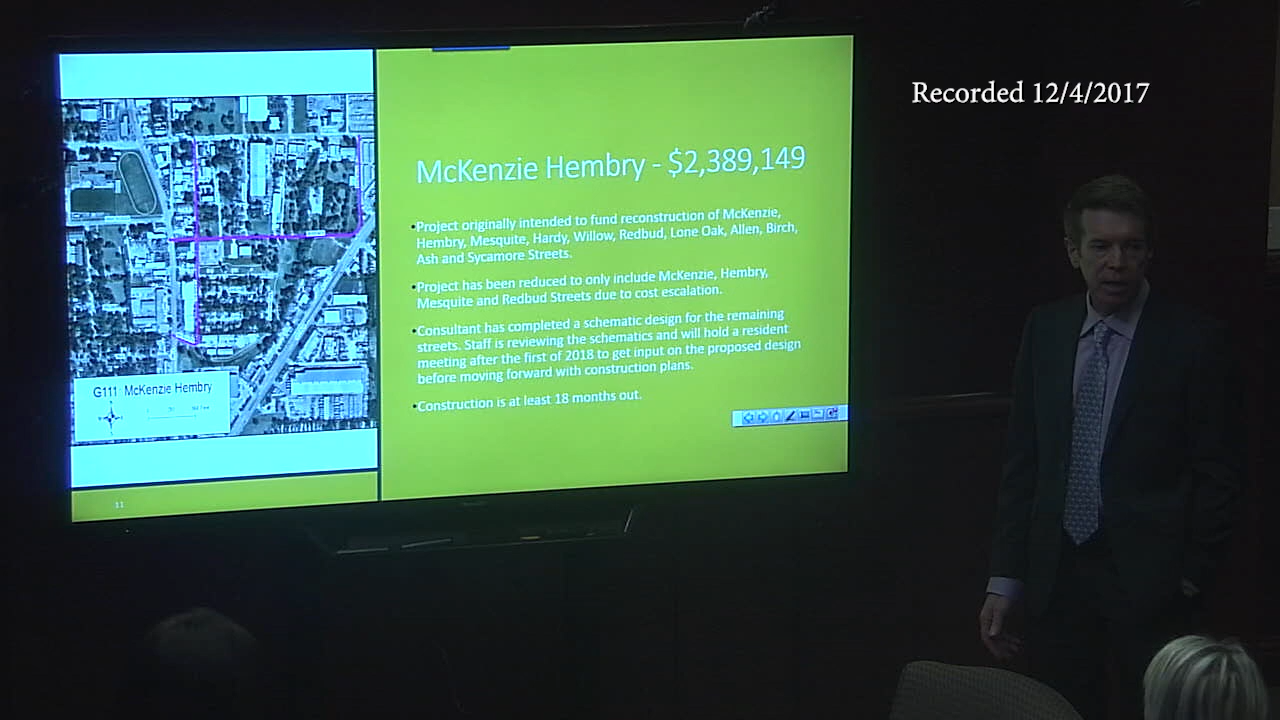 Recorded 12/4/2017
McKenzie Hembry - $2,389,149
•Project originally intended to fund reconstruction of McKenzie,
Hembry, Mesquite, Hardy, Willow, Redbud, Lone Oak, Allen, Birch,
Ash and Sycamore Streets.
•Project has been reduced to only include McKenzie, Hembry,
Mesquite and Redbud Streets due to cost escalation.
•Consultant has completed a schematic design for the remaining
streets. Staff is reviewing the schematics and will hold a resident
meeting after the first of 2018 to get input on the proposed design
before moving forward with construction plans.
•Construction is at least 18 months out.
G111 McKenzie Hembry
11